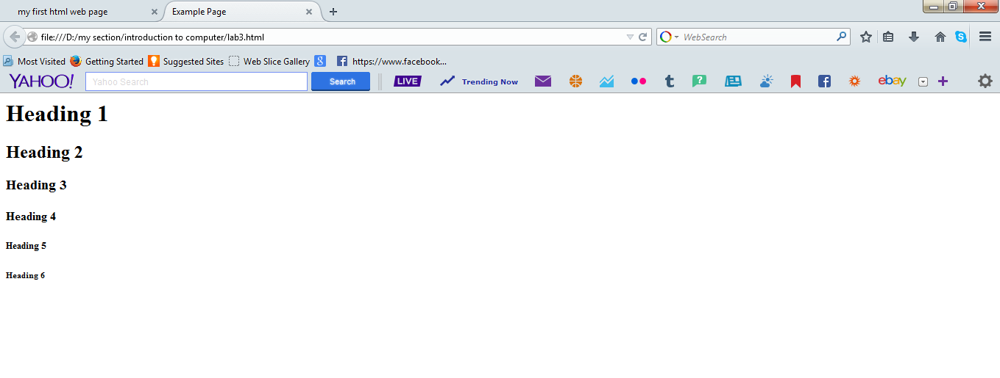 my first html web page Example Page
file:///D:/my section/introduction to computer/lab3.html WebSearch
Most Visited Getting Started Suggested Sites Web Slice Gallery 8 f https://www.facebook...
YAHOO! Yahoo Search Search LIVE Trending Now t ? f ebay
Heading 1
Heading 2
Heading 3
Heading 4
Heading 5
Heading 6